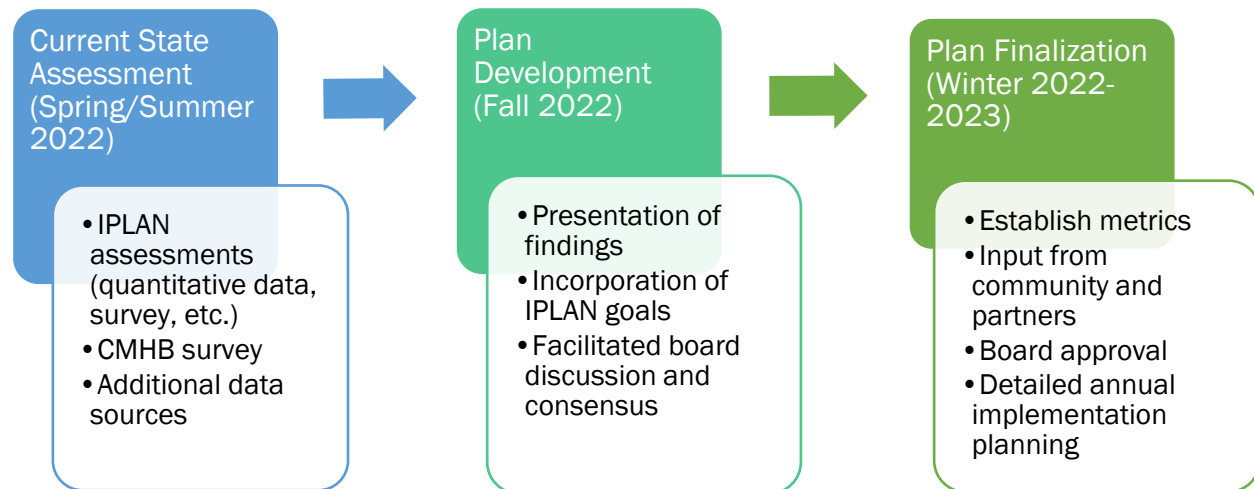 Current State
Assessment
(Spring/Summer
2022)
•IPLAN
assessments
(quantitative data,
survey, etc.)
•CMHB survey
•Additional data
sources
Plan
Development
(Fall 2022)
•Presentation of
findings
•Incorporation of
IPLAN goals
•Facilitated board
discussion and
consensus
Plan Finalization
(Winter 2022-
2023)
•Establish metrics
•Input from
community and
partners
•Board approval
•Detailed annual
implementation
planning